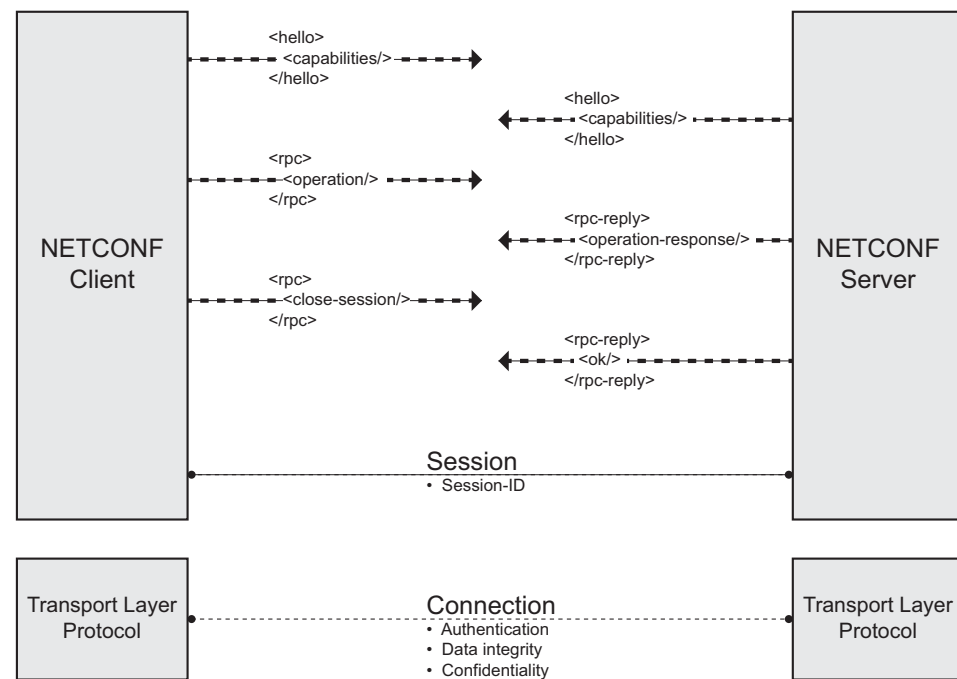 <hello>
<capabilities/>
</hello>
<hello>
<capabilities/>
</hello>
<rpc>
<operation/>
</rpc>
<rpc-reply>
<operation-response/>
</rpc-reply>
NETCONF
Client
NETCONF
Server
<rpc>
<close-session/>
</rpc>
<rpc-reply>
<ok/>
</rpc-reply>
Session
• Session-ID
Transport Layer
Protocol
Connection
• Authentication
• Data integrity
• Confidentiality
Transport Layer
Protocol